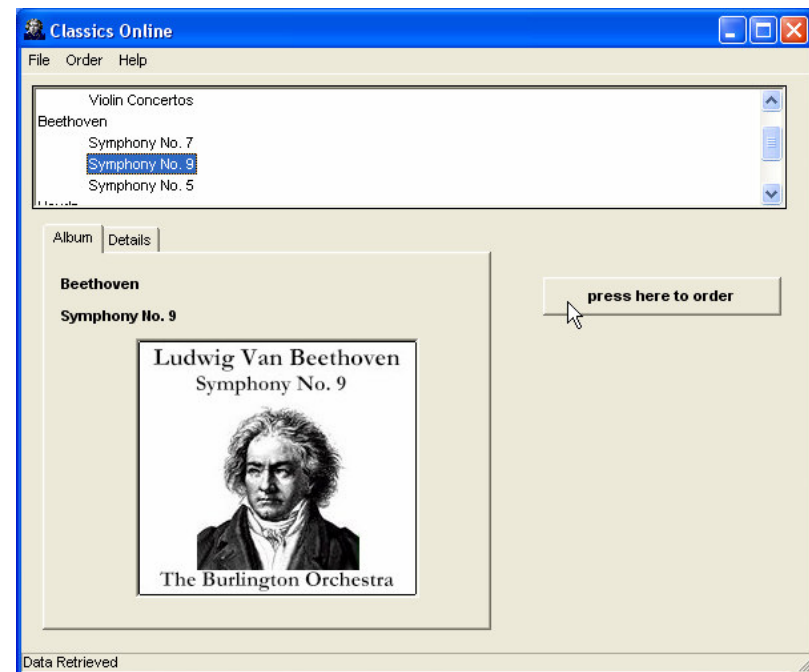 Classics Online
File Order Help
Violin Concertos
Beethoven
Symphony No. 7
Symphony No. 9
Symphony No. 5
Album Details
Beethoven
press here to order
Symphony No. 9
Ludwig Van Beethoven
Symphony No. 9
The Burlington Orchestra
Data Retrieved